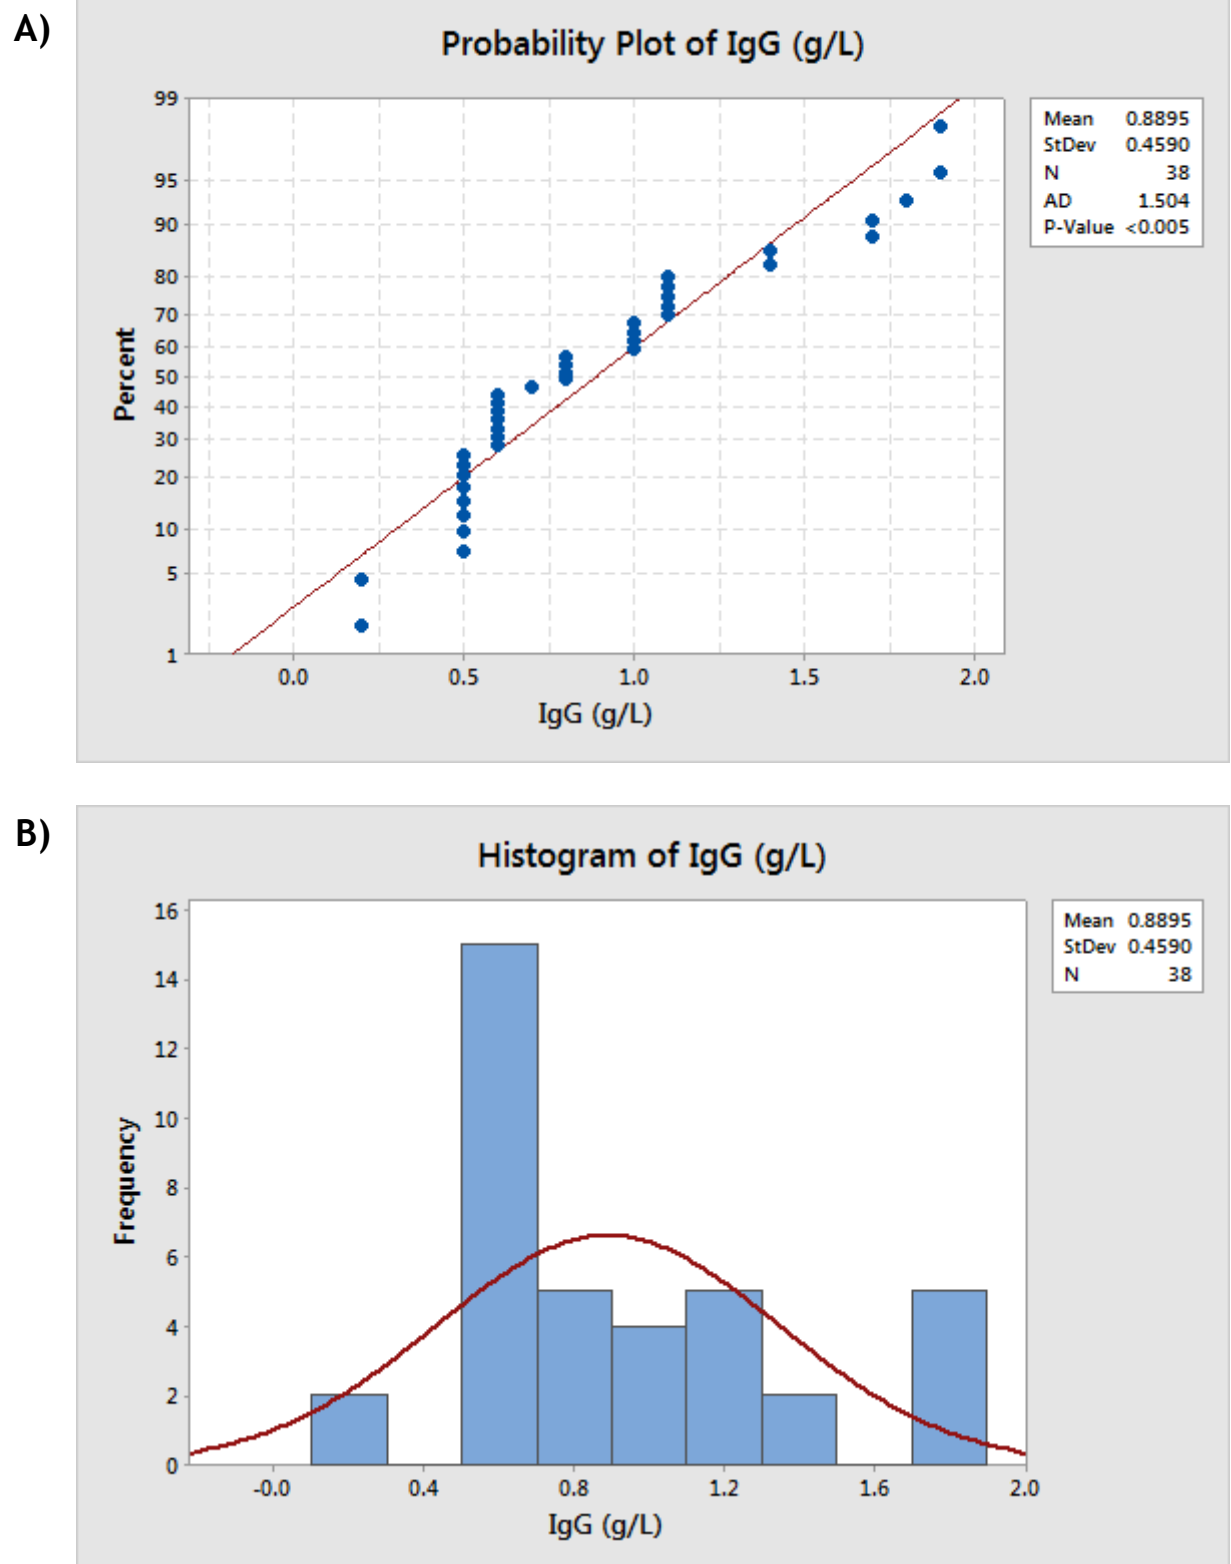 A)
Probability Plot of IgG (g/L)
99
95
90
80
70
60
50
40
30
20
10
5
1
Percent
0.0 0.5 1.0 1.5 2.0
IgG (g/L)
Mean 0.8895
StDev 0.4590
N 38
AD 1.504
P-Value <0.005
B)
Histogram of IgG (g/L)
16
14
12
10
8
6
4
2
0
Frequency
-0.0 0.4 0.8 1.2 1.6 2.0
IgG (g/L)
Mean 0.8895
StDev 0.4590
N 38